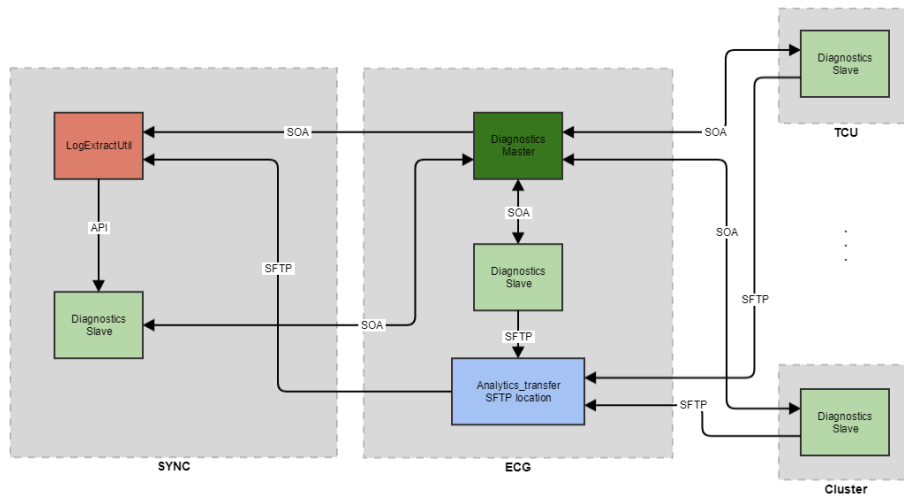 Diagnostics
Slave
TCU
SOA
LogExtractUtil
SOA
Diagnostics
Master
API
SOA
SOA
SFTP
Diagnostics
Slave
SFTP
Diagnostics
Slave
SOA
SFTP
Analytics_transfer
SFTP location
SFTP
Diagnostics
Slave
SYNC
ECG
Cluster